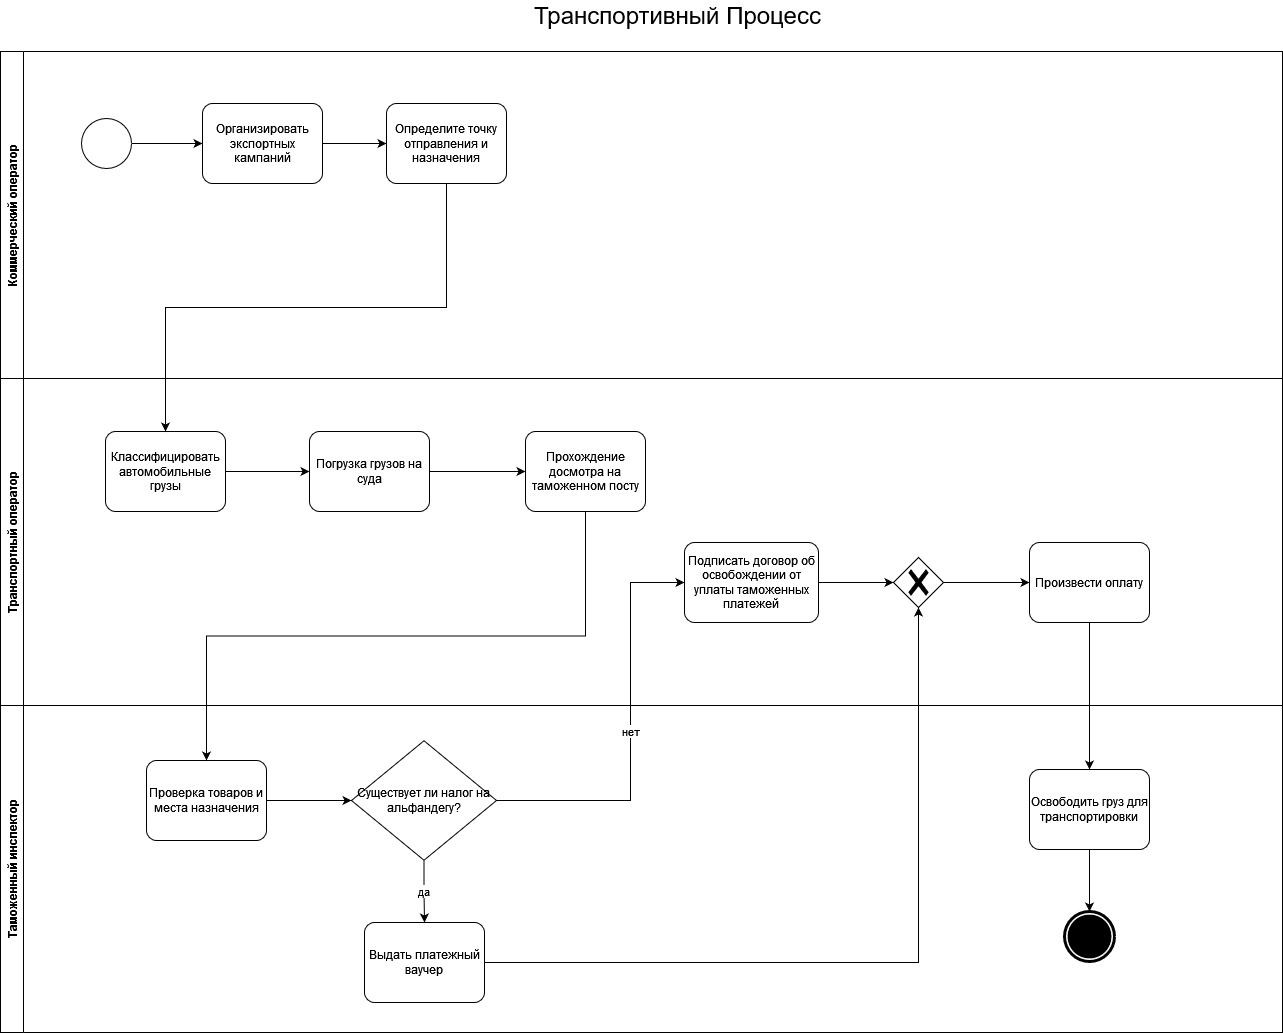 Транспортивный Процесс
Коммерческий оператор
Организировать
экспортных
кампаний
Определите точку
отправления и
назначения
Транспортный оператор
Классифицировать
автомобильные
грузы
Погрузка грузов на
суда
Прохождение
досмотра на
таможенном посту
Подписать договор об
освобождении от
уплаты таможенных
платежей
Произвести оплату
Таможенный инспектор
нет
Проверка товаров и
места назначения
Существует ли налог на
альфандегу?
Освободить груз для
транспортировки
да
Выдать платежный
ваучер